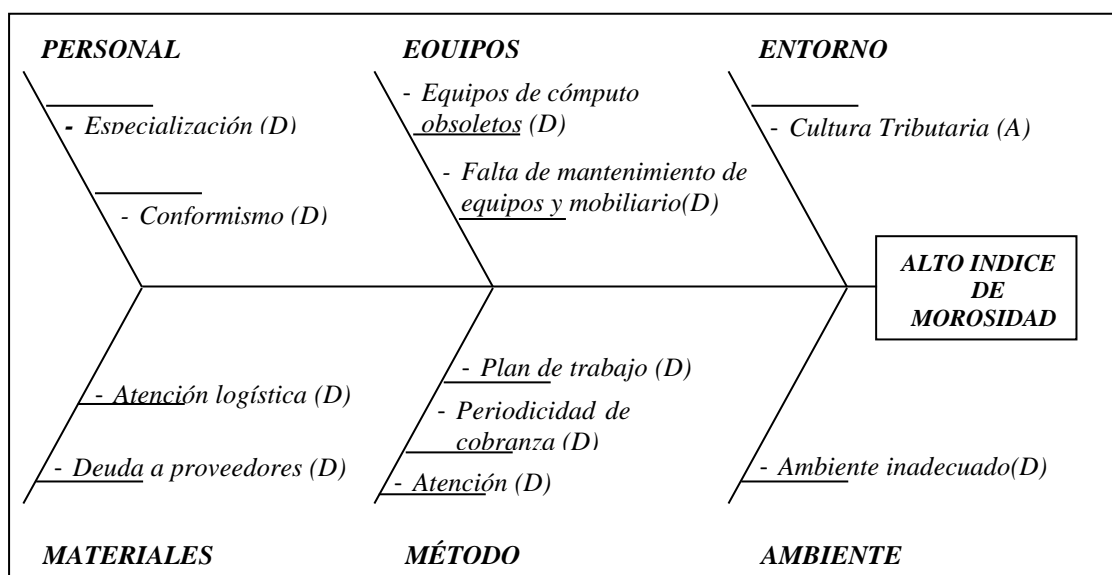 PERSONAL
EQUIPOS
ENTORNO
- Especialización (D)
- Conformismo (D)
- Equipos de cómputo
obsoletos (D)
- Falta de mantenimiento de
equipos y mobiliario(D)
- Cultura Tributaria (A)
ALTO INDICE
DE
MOROSIDAD
- Atención logística (D)
- Deuda a proveedores (D)
- Plan de trabajo (D)
- Periodicidad de
cobranza (D)
- Atención (D)
- Ambiente inadecuado(D)
MATERIALES
MÉTODO
AMBIENTE